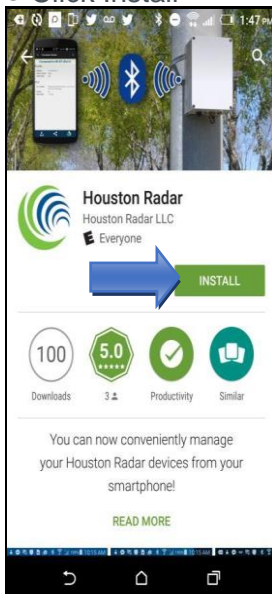 Click Install
1:47 PM
Houston Radar
Houston Radar LLC
E Everyone
INSTALL
100
5.0
Downloads
3
Productivity
Similar
You can now conveniently manage
your Houston Radar devices from your
smartphone!
READ MORE